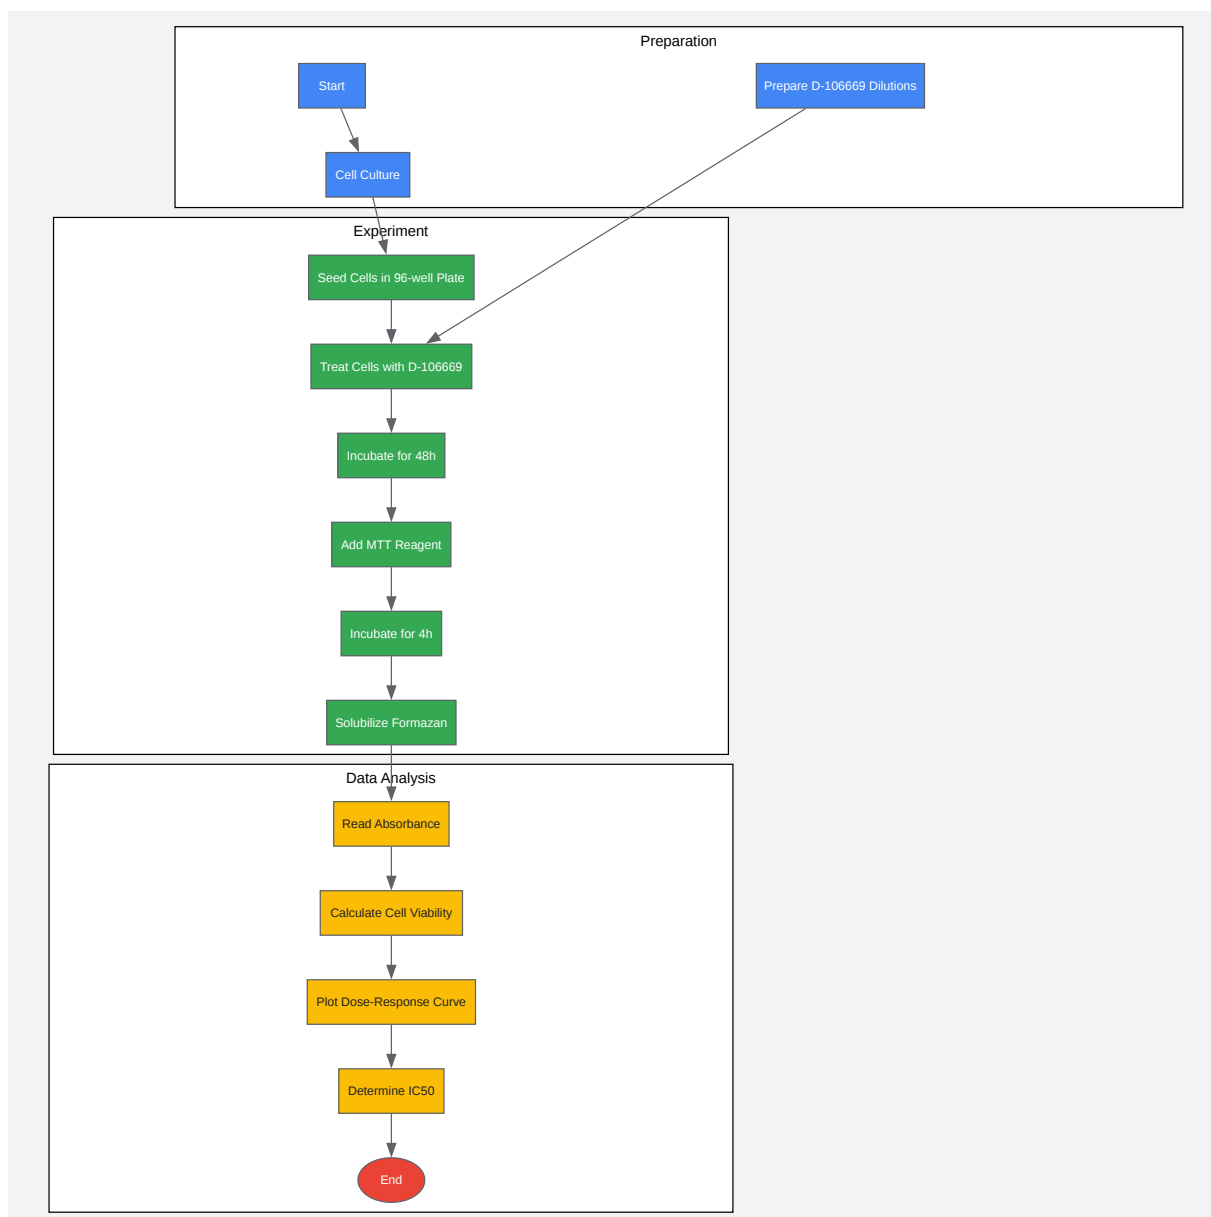 Preparation
Start
Prepare D-106669 Dilutions
Cell Culture
Experiment
Seed Cells in 96-well Plate
Treat Cells with D-106669
Incubate for 48h
Add MTT Reagent
Incubate for 4h
Solubilize Formazan
Data Analysis
Read Absorbance
Calculate Cell Viability
Plot Dose-Response Curve
Determine IC50
End